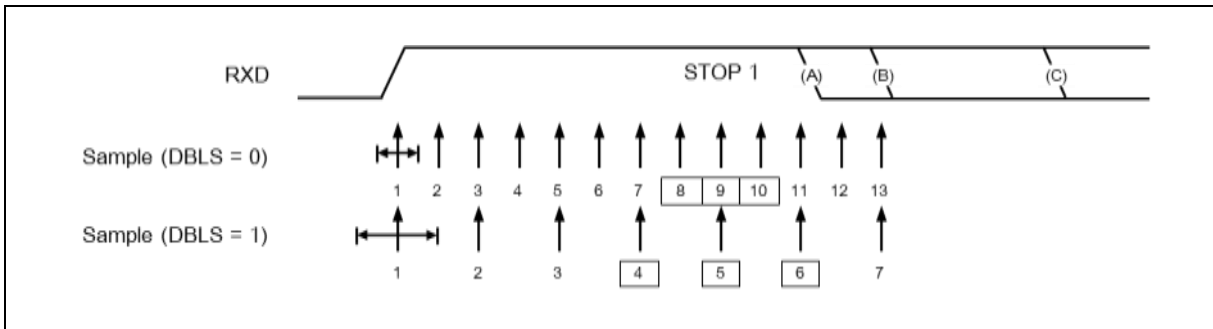 RXD STOP 1 (A) (B) (C)
Sample (DBLS = 0)
1 2 3 4 5 6 7 8 9 10 11 12 13
Sample (DBLS = 1)
1 2 3 4 5 6 7